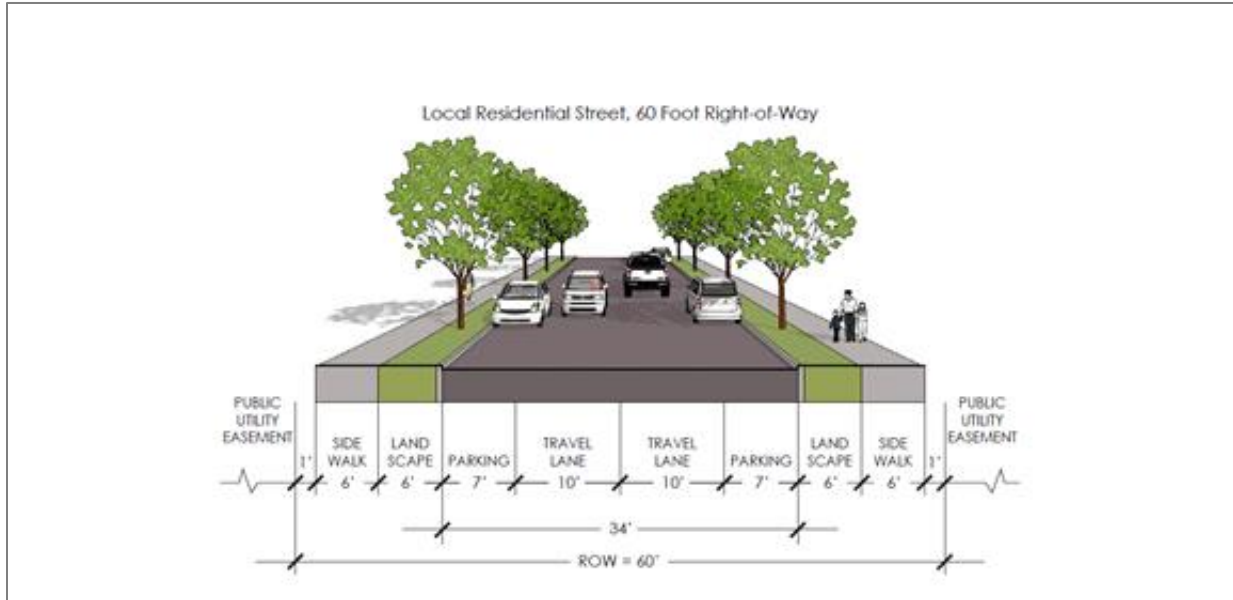 Local Residential Street, 60 Foot Right-of-Way
PUBLIC
UTILITY
EASEMENT
1'
SIDE
WALK
6'
LAND
SCAPE
6'
PARKING
7'
TRAVEL
LANE
10'
TRAVEL
LANE
10'
PARKING
7'
LAND
SCAPE
6'
SIDE
WALK
6'
1'
PUBLIC
UTILITY
EASEMENT
34'
ROW = 60'